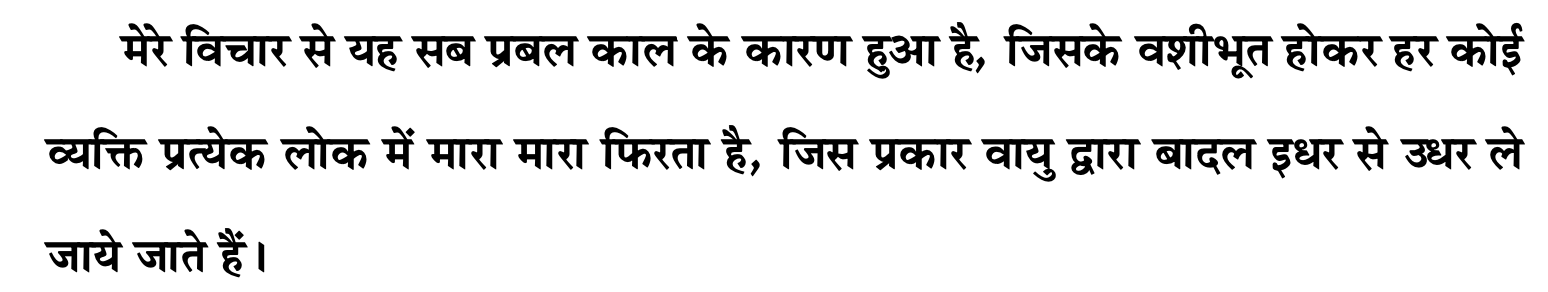 मेरे विचार से यह सब प्रबल काल के कारण हुआ है, जिसके वशीभूत होकर हर कोई
व्यक्ति प्रत्येक लोक में मारा मारा फिरता है, जिस प्रकार वायु द्वारा बादल इधर से उधर ले
जाये जाते हैं।